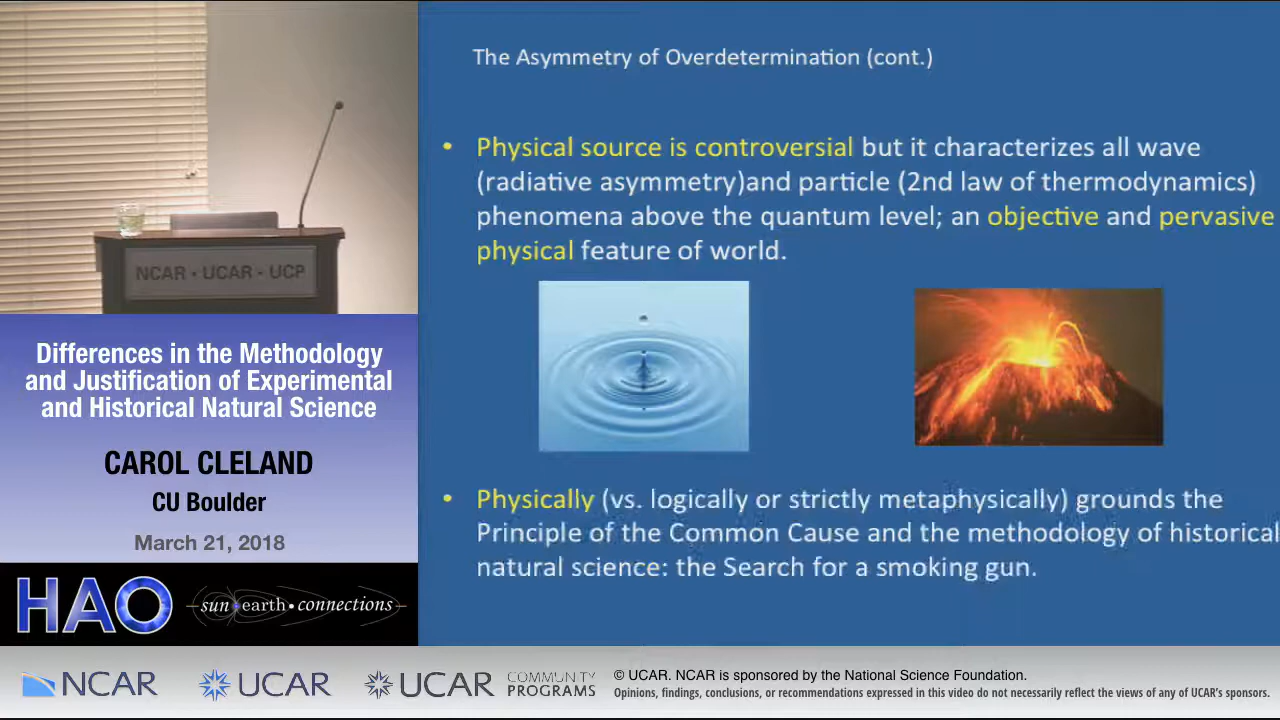 The Asymmetry of Overdetermination (cont.)
• Physical source is controversial but it characterizes all wave
(radiative asymmetry)and particle (2nd law of thermodynamics)
phenomena above the quantum level; an objective and pervasive
physical feature of world.
• Physically (vs. logically or strictly metaphysically) grounds the
Principle of the Common Cause and the methodology of historical
natural science: the Search for a smoking gun.
NCAR • UCAR - UCP
Differences in the Methodology
and Justification of Experimental
and Historical Natural Science
CAROL CLELAND
CU Boulder
March 21, 2018
HAO
sun•earth•connections
NCAR
UCAR
UCAR
COMMUNITY
PROGRAMS
© UCAR. NCAR is sponsored by the National Science Foundation.
Opinions, findings, conclusions, or recommendations expressed in this video do not necessarily reflect the views of any of UCAR's sponsors.